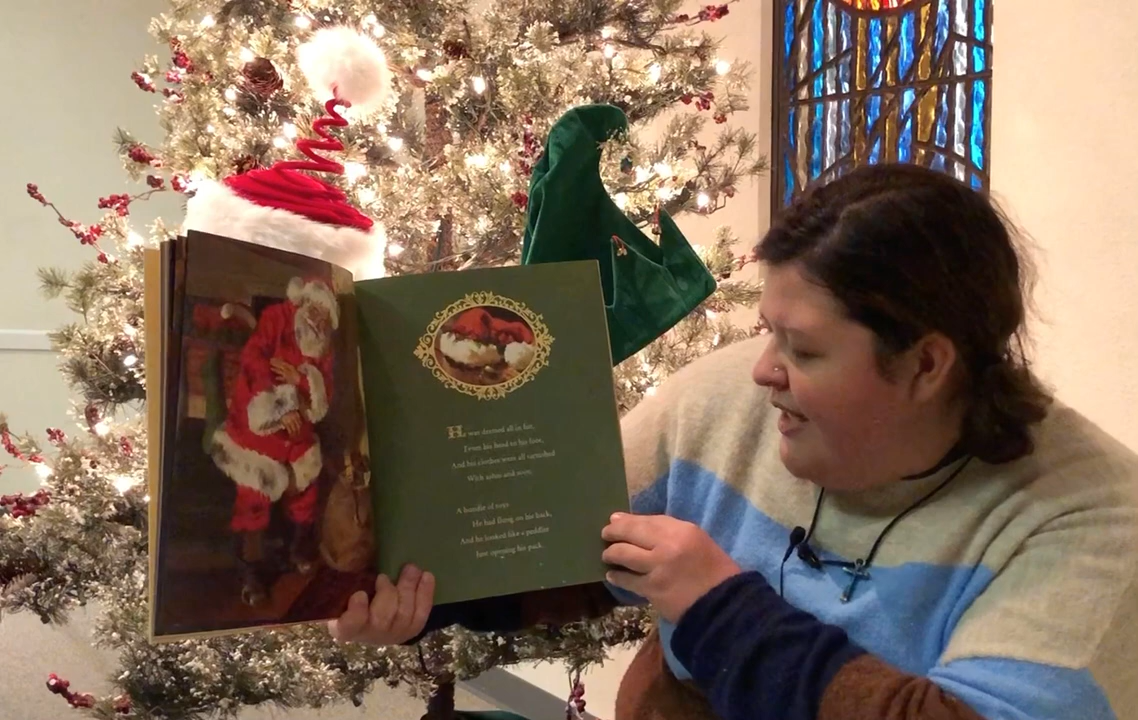 He was dressed all in fur,
From his head to his foot,
And his clothes were all tarnished
With ashes and soot.
A bundle of toys
He had flung on his back,
And he looked like a peddler
Just opening his pack.